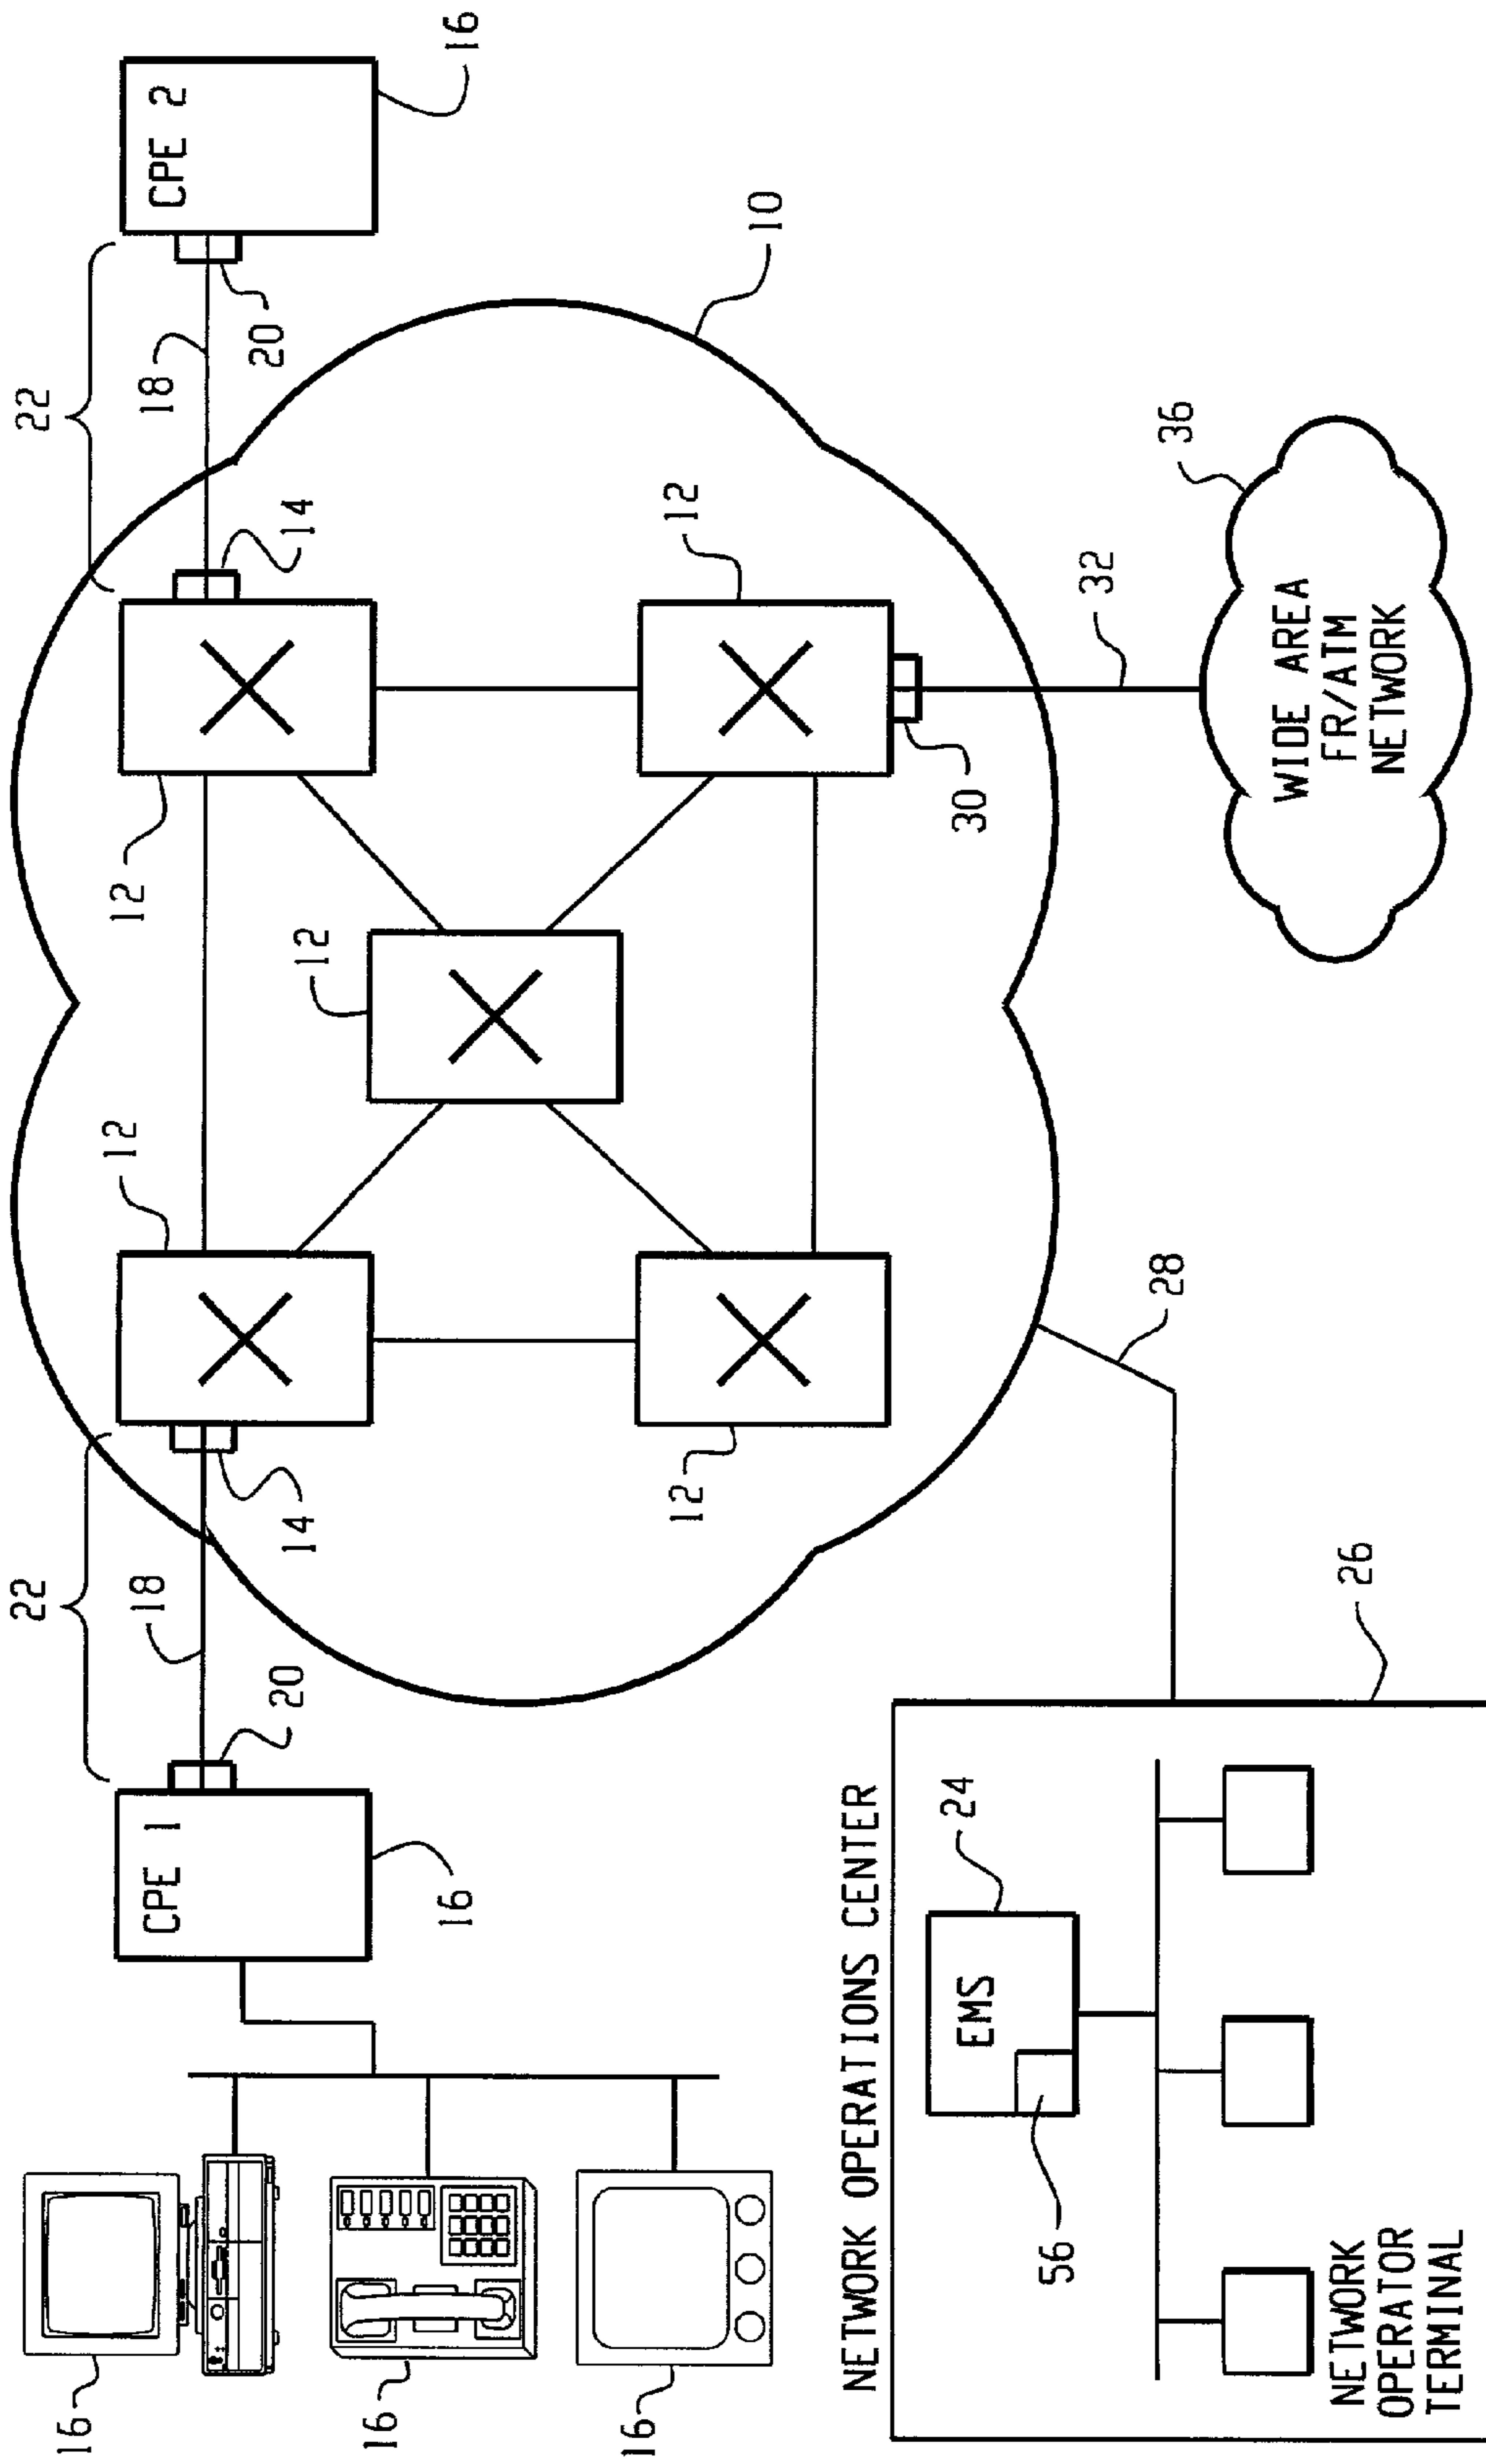 22
22
16
12
12
18
18
CPE 1
CPE 2
20
20
14
14
12
16
16
16
16
12
12
10
NETWORK OPERATIONS CENTER
24
30
EMS
56
32
28
36
WIDE AREA
FR/ATM
NETWORK
26
NETWORK
OPERATOR
TERMINAL